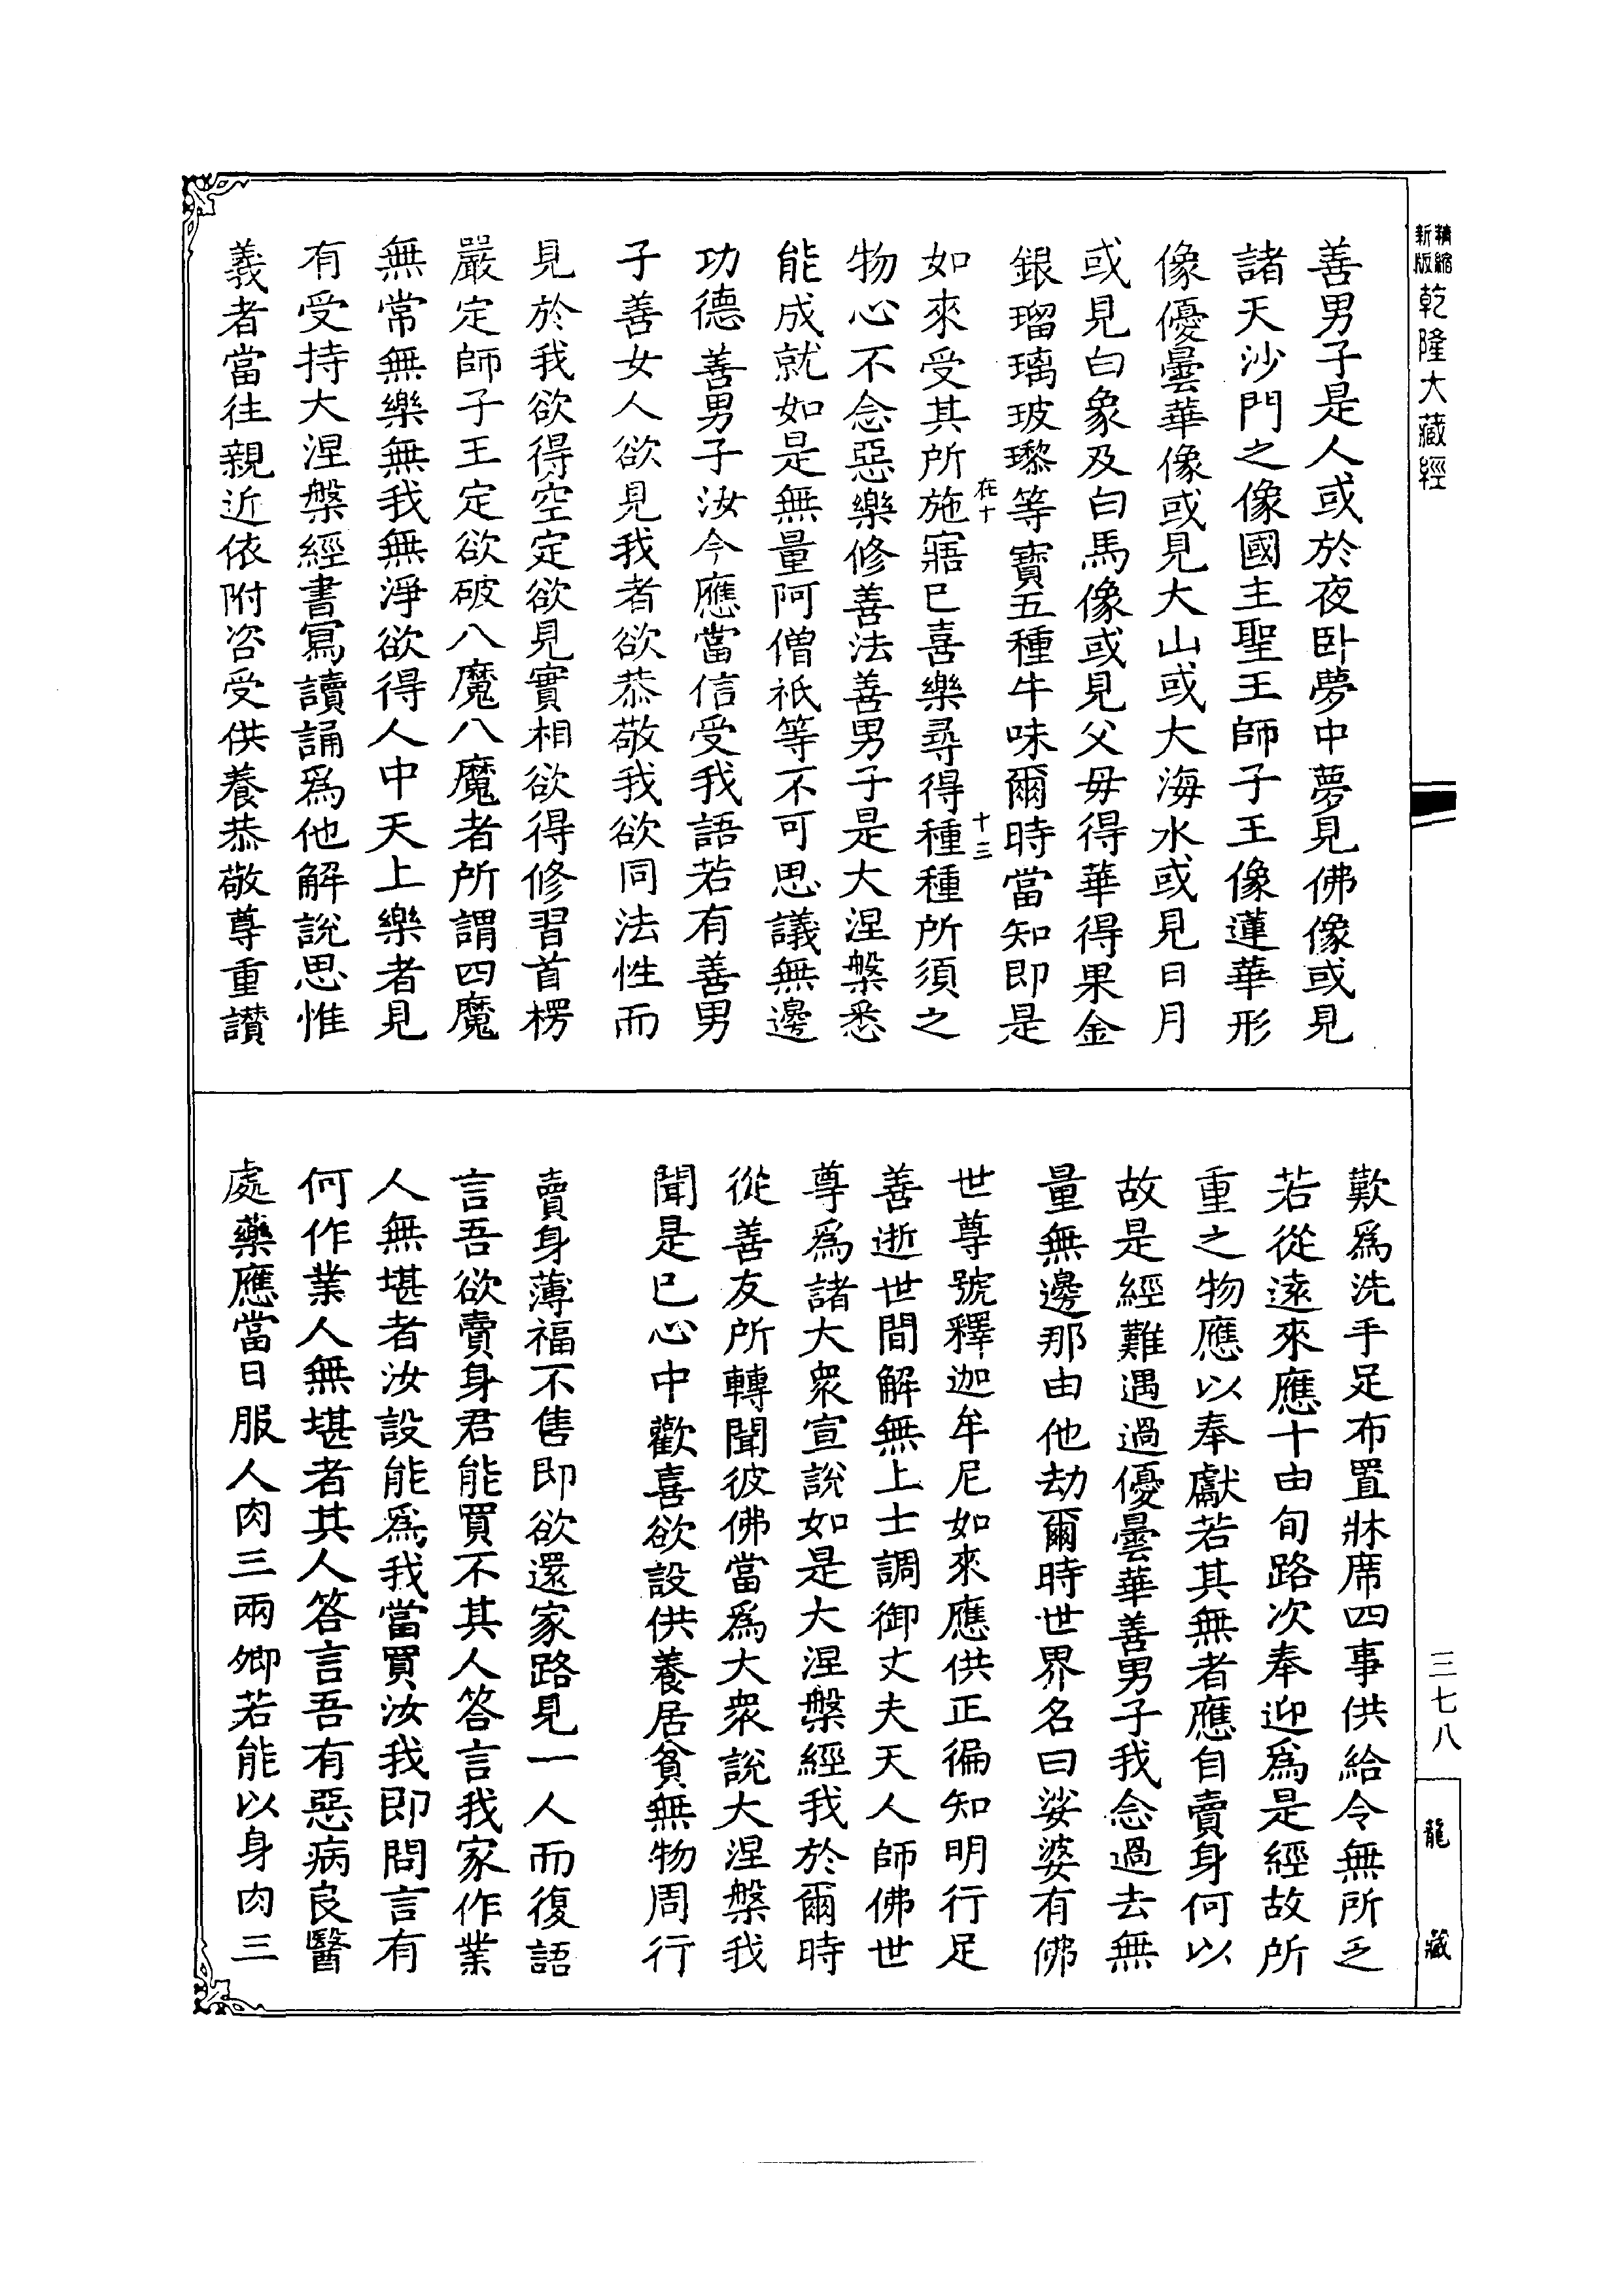 精縮新版乾隆大藏經
善男子是人或於夜卧夢中夢見佛像或見
諸天沙門之像國主聖王師子王像蓮華形
像優曇華像或見大山或大海水或見日月
或見白象及白馬像或見父母得華得果金
銀瑠璃玻瓈等寶五種牛味爾時當知即是
在十 十三
如來受其所施寤已喜樂尋得種種所須之
物心不念惡樂修善法善男子是大涅槃悉
能成就如是無量阿僧祇等不可思議無邊
功德善男子汝今應當信受我語若有善男
子善女人欲見我者欲恭敬我欲同法性而
見於我欲得空定欲見實相欲得修習首楞
嚴定師子王定欲破八魔八魔者所謂四魔
無常無樂無我無淨欲得人中天上樂者見
有受持大涅槃經書寫讀誦爲他解說思惟
義者當往親近依附咨受供養恭敬尊重讃
歎爲洗手足布置牀席四事供給令無所乏
若從遠來應十由旬路次奉迎爲是經故所
重之物應以奉獻若其無者應自賣身何以
故是經難遇過優曇華善男子我念過去無
量無邊那由他劫爾時世界名曰娑婆有佛
世尊號釋迦牟尼如來應供正徧知明行足
善逝世間解無上士調御丈夫天人師佛世
尊爲諸大衆宣說如是大涅槃經我於爾時
從善友所轉聞彼佛當爲大衆說大涅槃我
聞是已心中歡喜欲設供養居貧無物周行
賣身薄福不售即欲還家路見一人而復語
言吾欲賣身君能買不其人答言我家作業
人無堪者汝設能爲我當買汝我即問言有
何作業人無堪者其人答言吾有惡病良醫
處藥應當日服人肉三兩卿若能以身肉三
三七八
龍藏